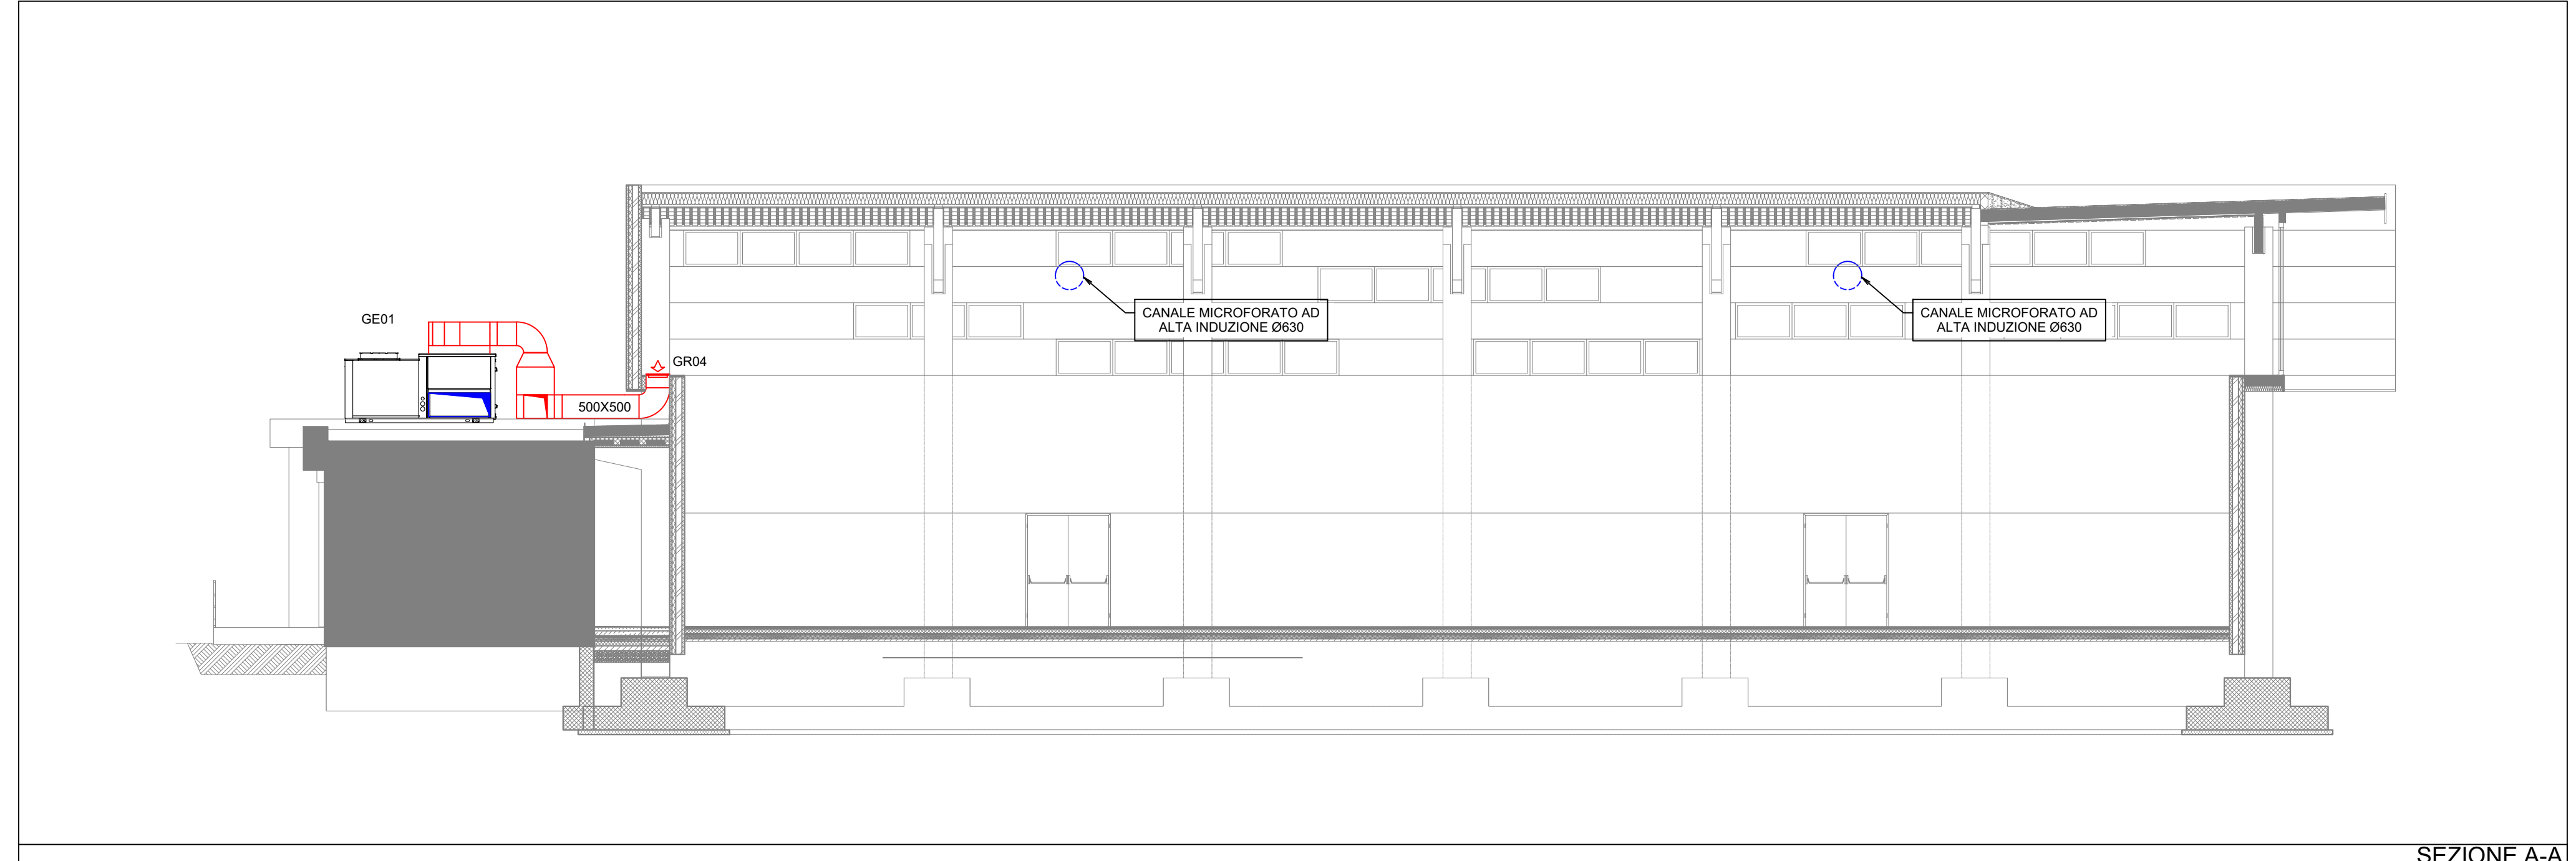 GE01
GR04
500X500
CANALE MICROFORATO AD
ALTA INDUZIONE Ø630
CANALE MICROFORATO AD
ALTA INDUZIONE Ø630
SEZIONE A-A